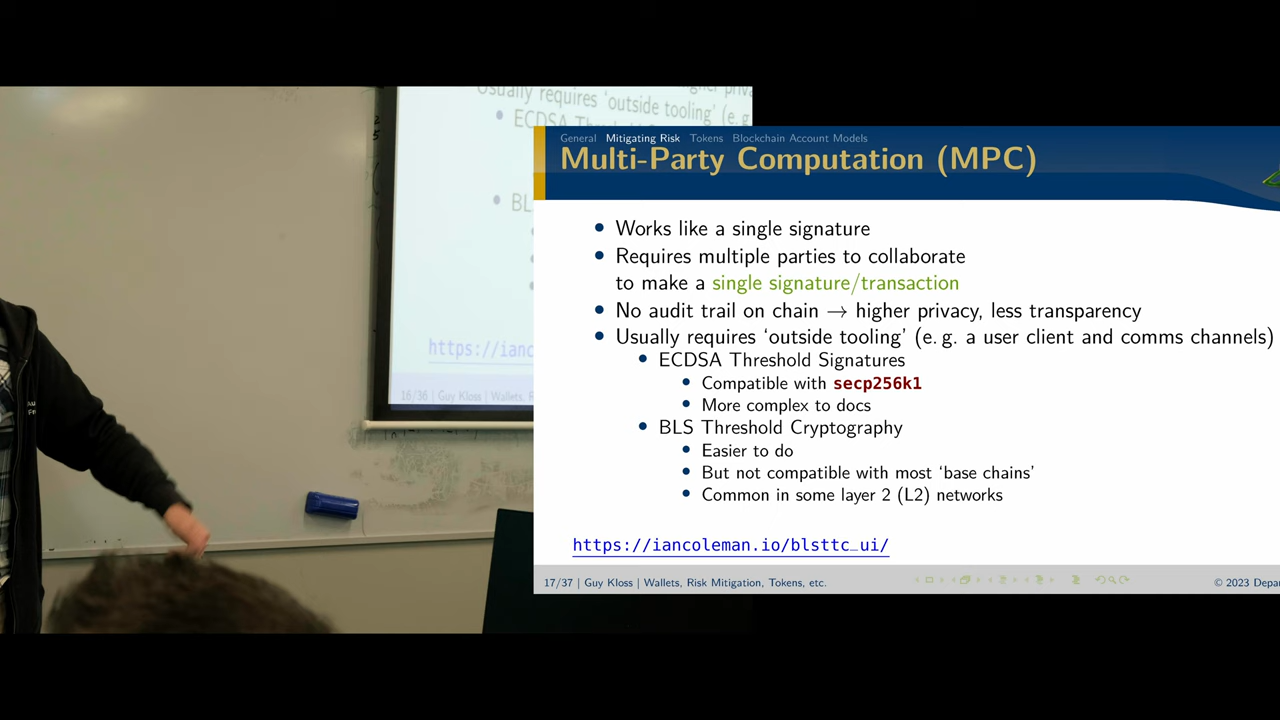 Usually requires ‘outside tooling’ (e. g
ECDSA Th
BL
https://ianc
16/36 | Guy Kloss | Wallets, R
General Mitigating Risk Tokens Blockchain Account Models
Multi-Party Computation (MPC)
• Works like a single signature
• Requires multiple parties to collaborate
to make a single signature/transaction
• No audit trail on chain → higher privacy, less transparency
• Usually requires ‘outside tooling’ (e. g. a user client and comms channels)
• ECDSA Threshold Signatures
• Compatible with secp256k1
• More complex to docs
• BLS Threshold Cryptography
• Easier to do
• But not compatible with most ‘base chains’
• Common in some layer 2 (L2) networks
https://iancoleman.io/blsttc_ui/
17/37 | Guy Kloss | Wallets, Risk Mitigation, Tokens, etc.
© 2023 Depar